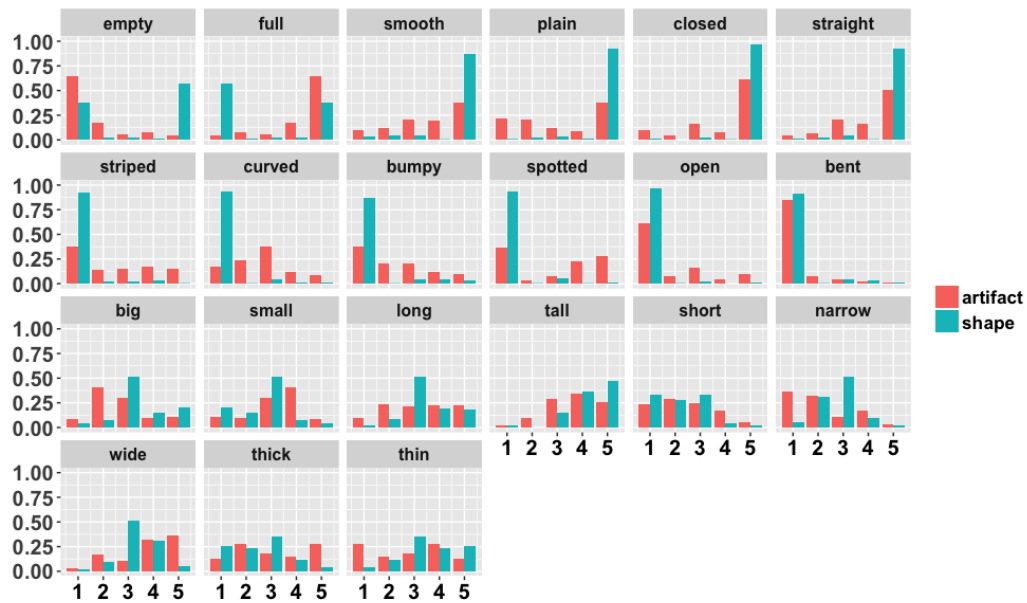 empty full smooth plain closed straight
1.00
0.75
0.50
0.25
0.00
striped curved bumpy spotted open bent
1.00
0.75
0.50
0.25
0.00
artifact
shape
big small long tall short narrow
1.00
0.75
0.50
0.25
0.00
1 2 3 4 5 1 2 3 4 5 1 2 3 4 5
wide thick thin
1.00
0.75
0.50
0.25
0.00
1 2 3 4 5 1 2 3 4 5 1 2 3 4 5